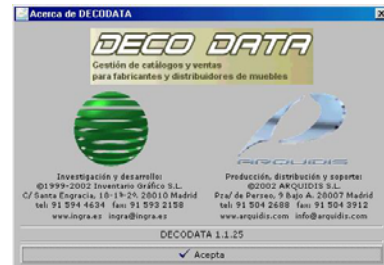 Acerca de DECODATA
DECO DATA
Gestión de catálogos y ventas
para fabricantes y distribuidores de muebles
ARQUIDIS
Investigación y desarrollo:
©1999-2002 Inventario Gráfico S.L.
C/ Santa Engracia, 18-1º-29. 28010 Madrid
tel: 91 594 4634 fax: 91 593 2158
www.ingra.es ingra@ingra.es
Producción, distribución y soporte:
©2002 ARQUIDIS S.L.
Pza/ de Perseo, 9 Bajo A. 28007 Madrid
tel: 91 504 2688 fax: 91 504 3912
www.arquidis.com info@arquidis.com
DECODATA 1.1.25
Acepta